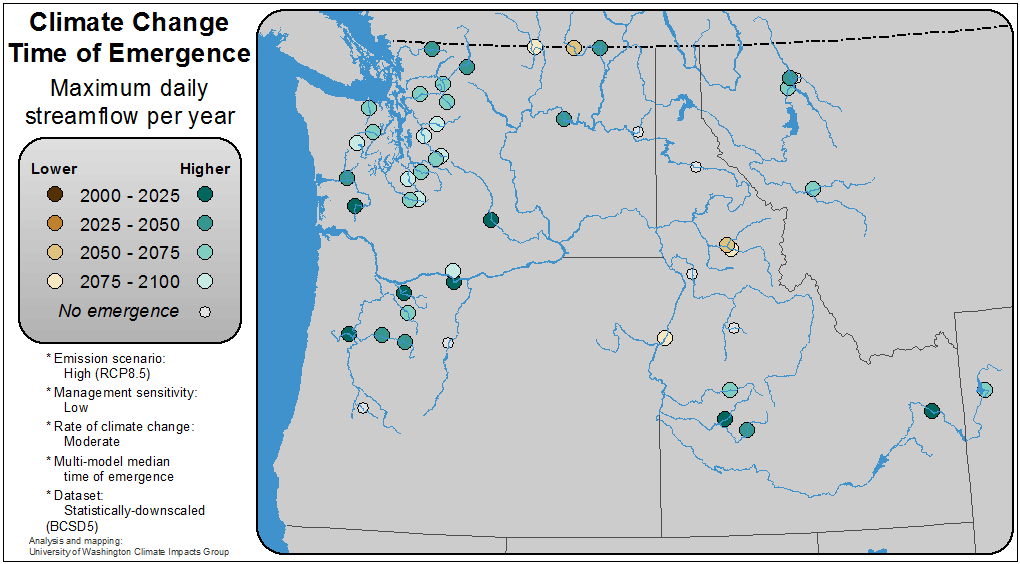 Climate Change
Time of Emergence
Maximum daily
streamflow per year
Lower Higher
2000 - 2025
2025 - 2050
2050 - 2075
2075 - 2100
No emergence
* Emission scenario:
High (RCP8.5)
* Management sensitivity:
Low
* Rate of climate change:
Moderate
* Multi-model median
time of emergence
* Dataset:
Statistically-downscaled
(BCSD5)
Analysis and mapping:
University of Washington Climate Impacts Group